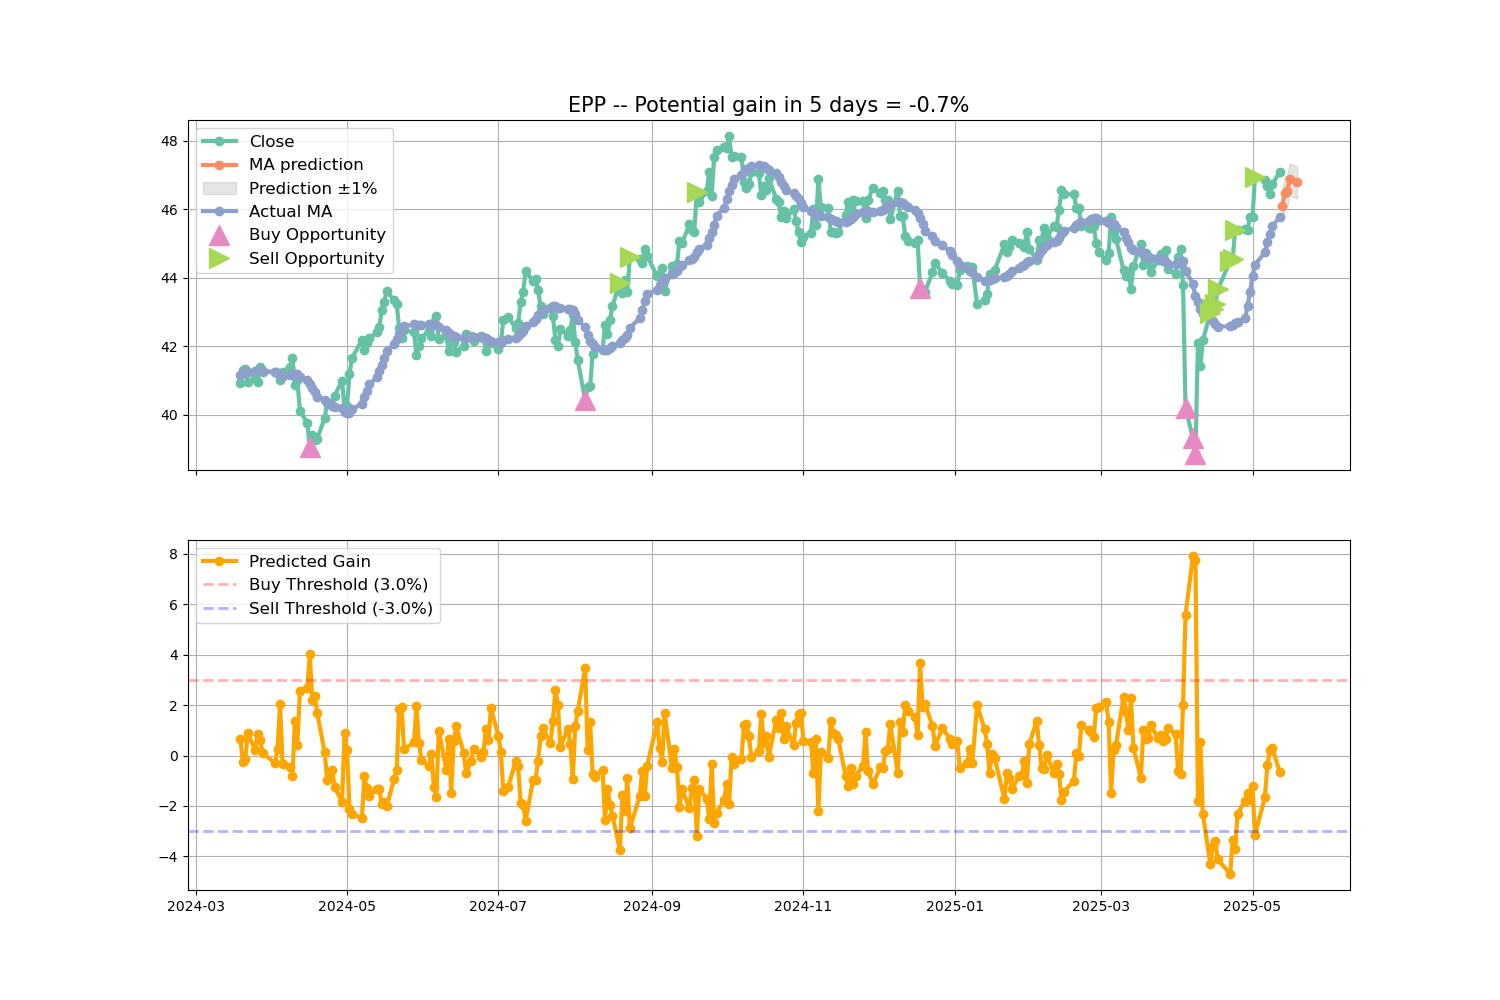 EPP -- Potential gain in 5 days = -0.7%
48
46
44
42
40
Close
MA prediction
Prediction ±1%
Actual MA
Buy Opportunity
Sell Opportunity
8
6
4
2
0
−2
−4
Predicted Gain
Buy Threshold (3.0%)
Sell Threshold (-3.0%)
2024-03
2024-05
2024-07
2024-09
2024-11
2025-01
2025-03
2025-05